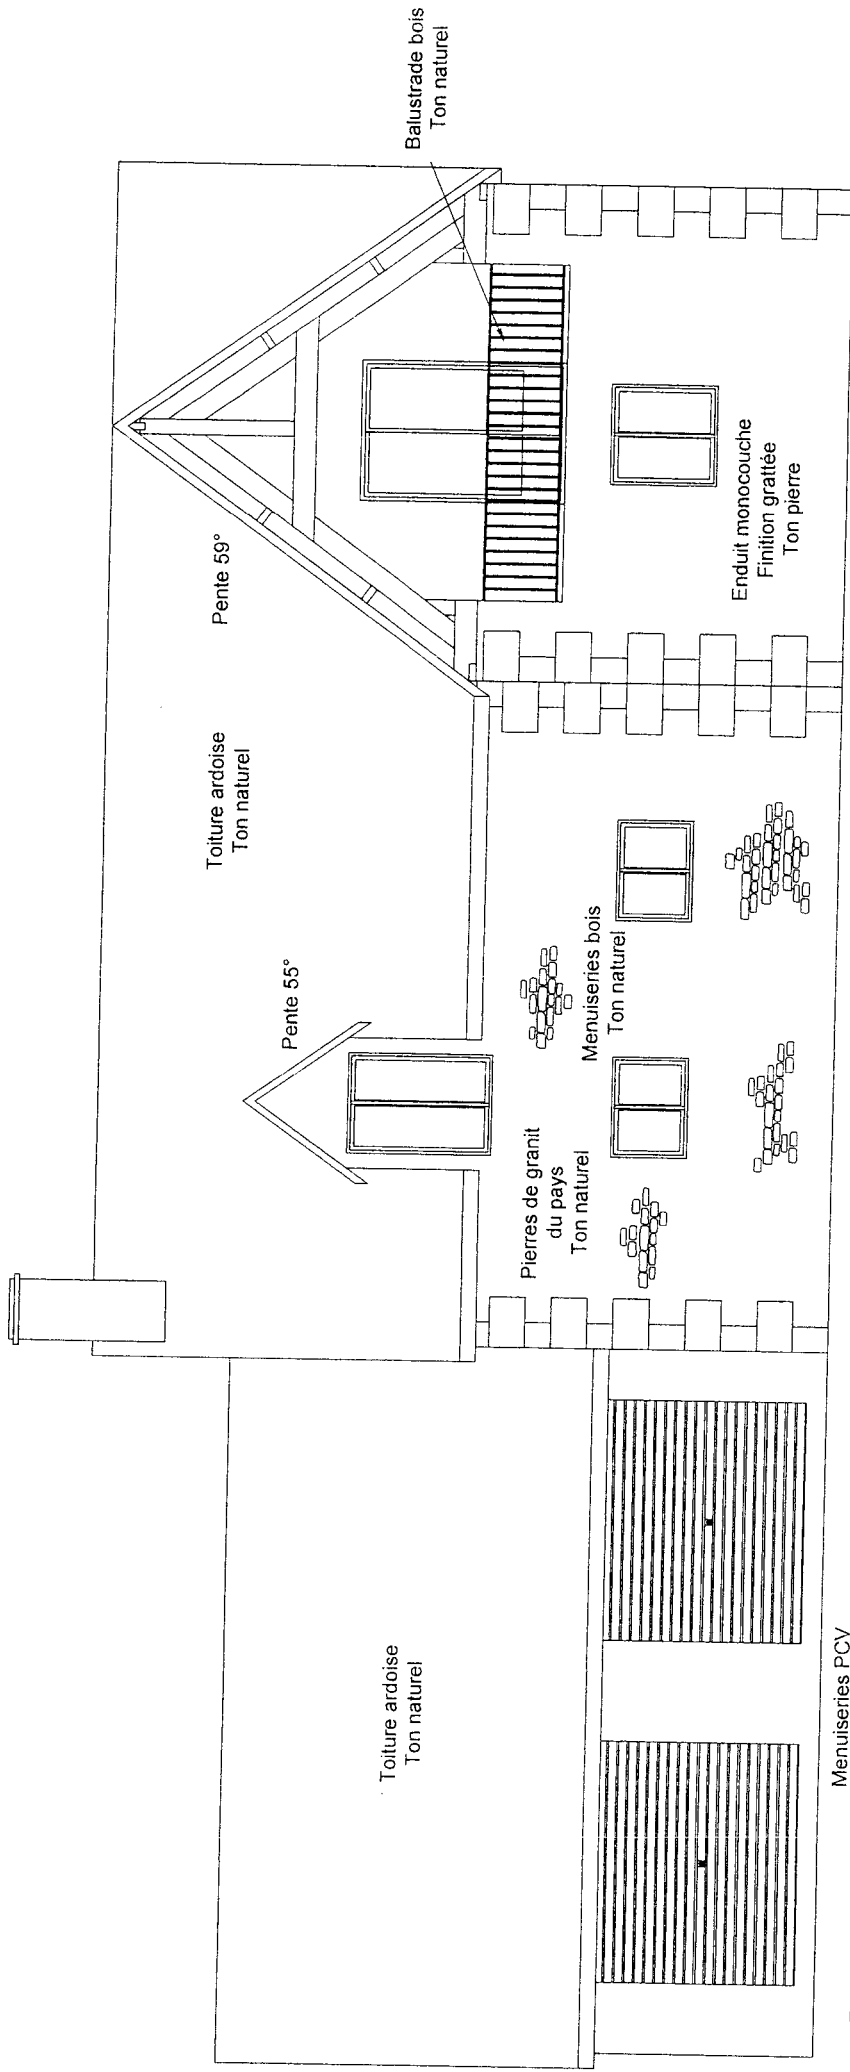 Toiture ardoise
Ton naturel
Menuiseries PCV
Pente 55°
Toiture ardoise
Ton naturel
Pente 59°
Balustrade bois
Ton naturel
Pierres de granit
du pays
Ton naturel
Menuiseries bois
Ton naturel
Enduit monocouche
Finition grattée
Ton pierre